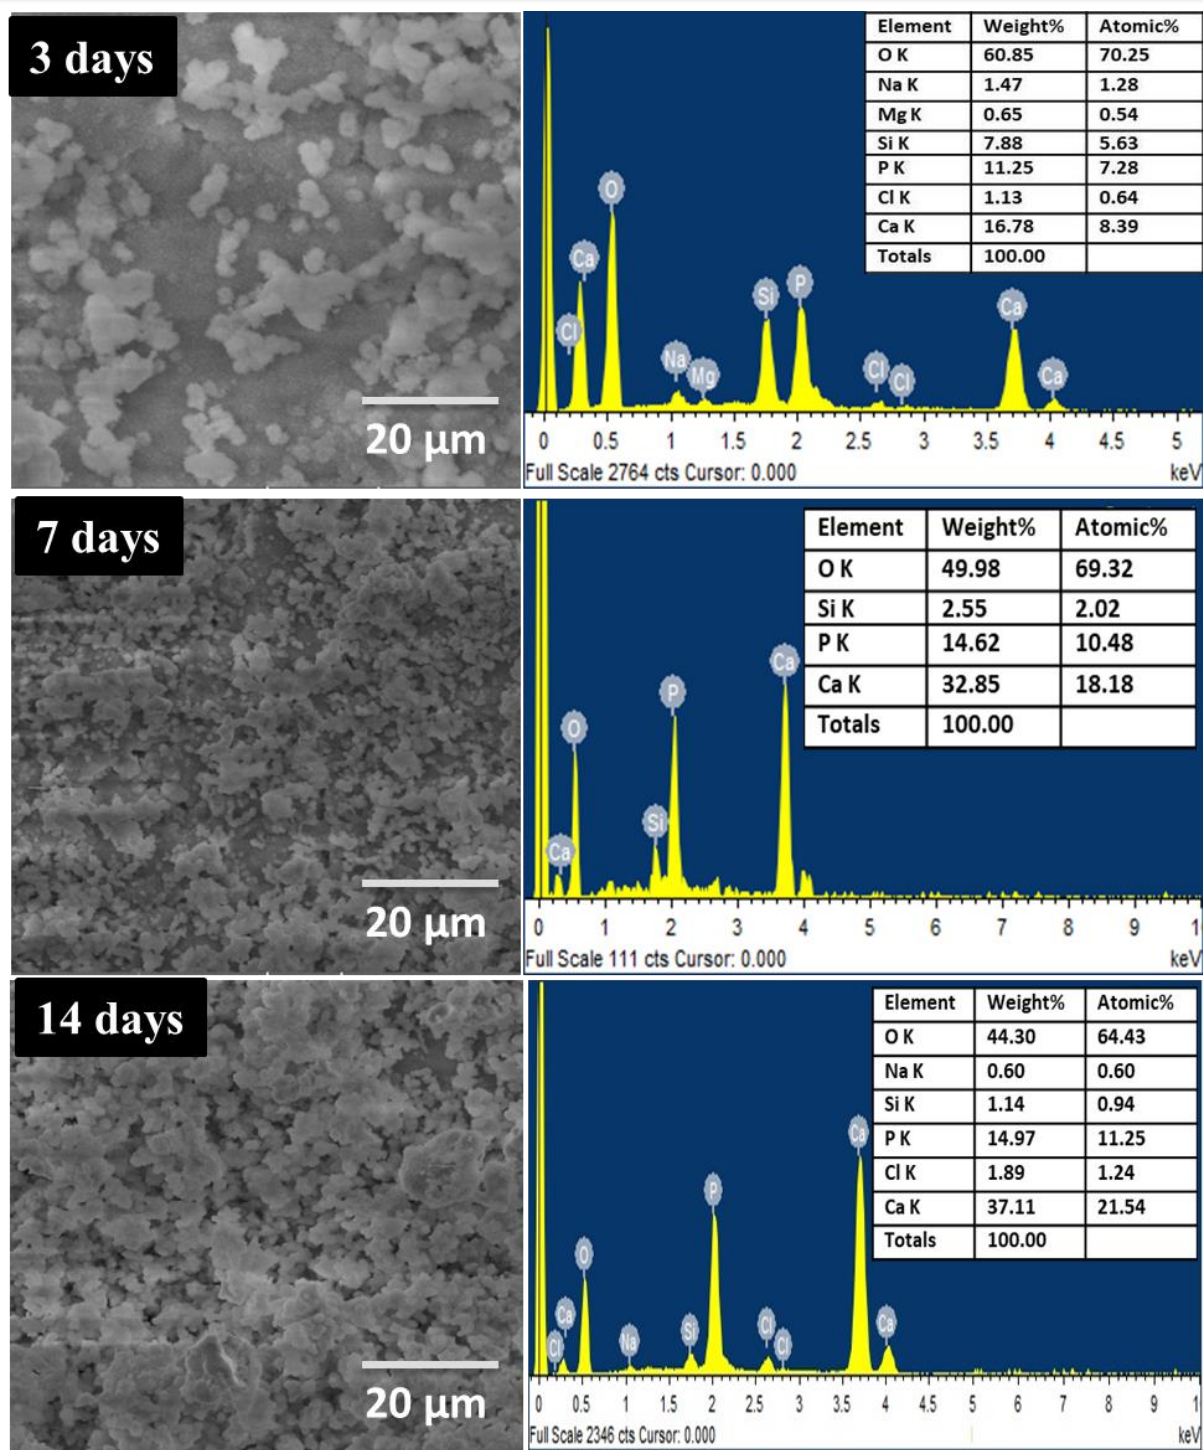 3 days
20 µm
Element Weight% Atomic%
O K 60.85 70.25
Na K 1.47 1.28
Mg K 0.65 0.54
Si K 7.88 5.63
P K 11.25 7.28
Cl K 1.13 0.64
Ca K 16.78 8.39
Totals 100.00
O
Ca
Cl
Na
Mg
Si
P
Cl
Cl
Ca
Ca
0 0.5 1 1.5 2 2.5 3 3.5 4 4.5 5
Full Scale 2764 cts Cursor: 0.000 keV
7 days
20 µm
Element Weight% Atomic%
O K 49.98 69.32
Si K 2.55 2.02
P K 14.62 10.48
Ca K 32.85 18.18
Totals 100.00
Ca
O
Si
P
Ca
0 1 2 3 4 5 6 7 8 9 1
Full Scale 111 cts Cursor: 0.000 keV
14 days
20 µm
Element Weight% Atomic%
O K 44.30 64.43
Na K 0.60 0.60
Si K 1.14 0.94
P K 14.97 11.25
Cl K 1.89 1.24
Ca K 37.11 21.54
Totals 100.00
Cl
Ca
O
Na
Si
P
Cl
Cl
Ca
Ca
0 0.5 1 1.5 2 2.5 3 3.5 4 4.5 5 6 7 8 9 1
Full Scale 2346 cts Cursor: 0.000 keV